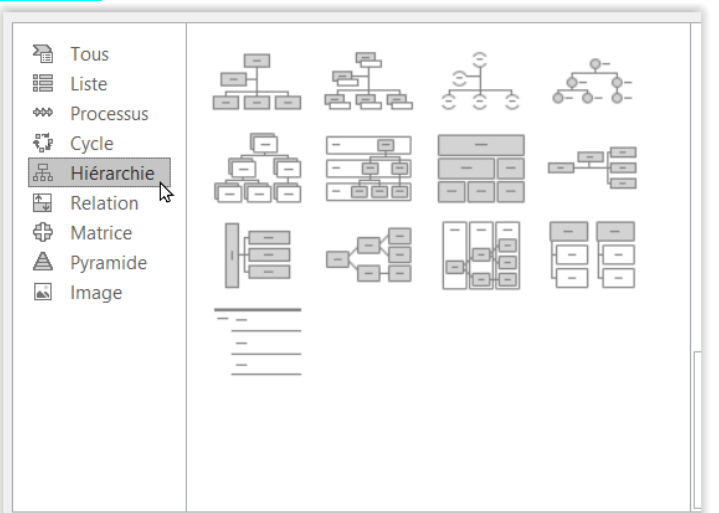 Tous
Liste
Processus
Cycle
Hiérarchie
Relation
Matrice
Pyramide
Image